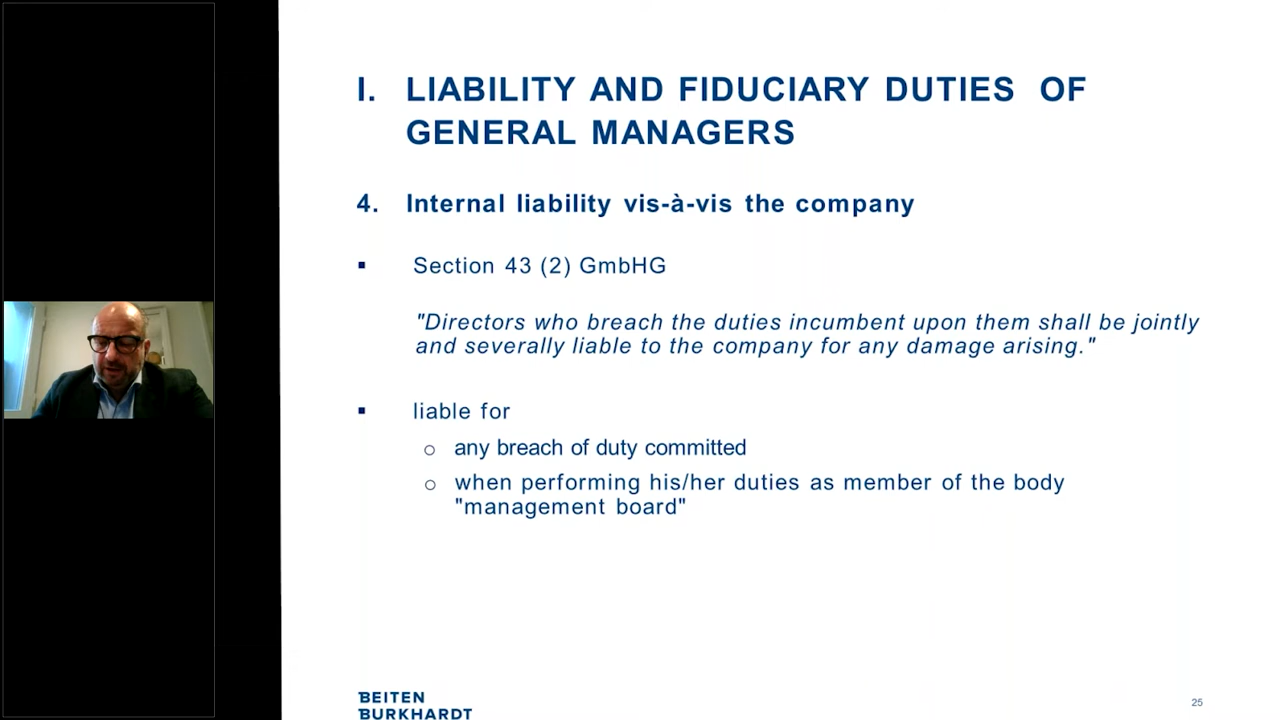 I. LIABILITY AND FIDUCIARY DUTIES OF
GENERAL MANAGERS
4. Internal liability vis-à-vis the company
▪ Section 43 (2) GmbHG
"Directors who breach the duties incumbent upon them shall be jointly
and severally liable to the company for any damage arising."
▪ liable for
o any breach of duty committed
o when performing his/her duties as member of the body
"management board"
BEITEN
BURKHARDT
25